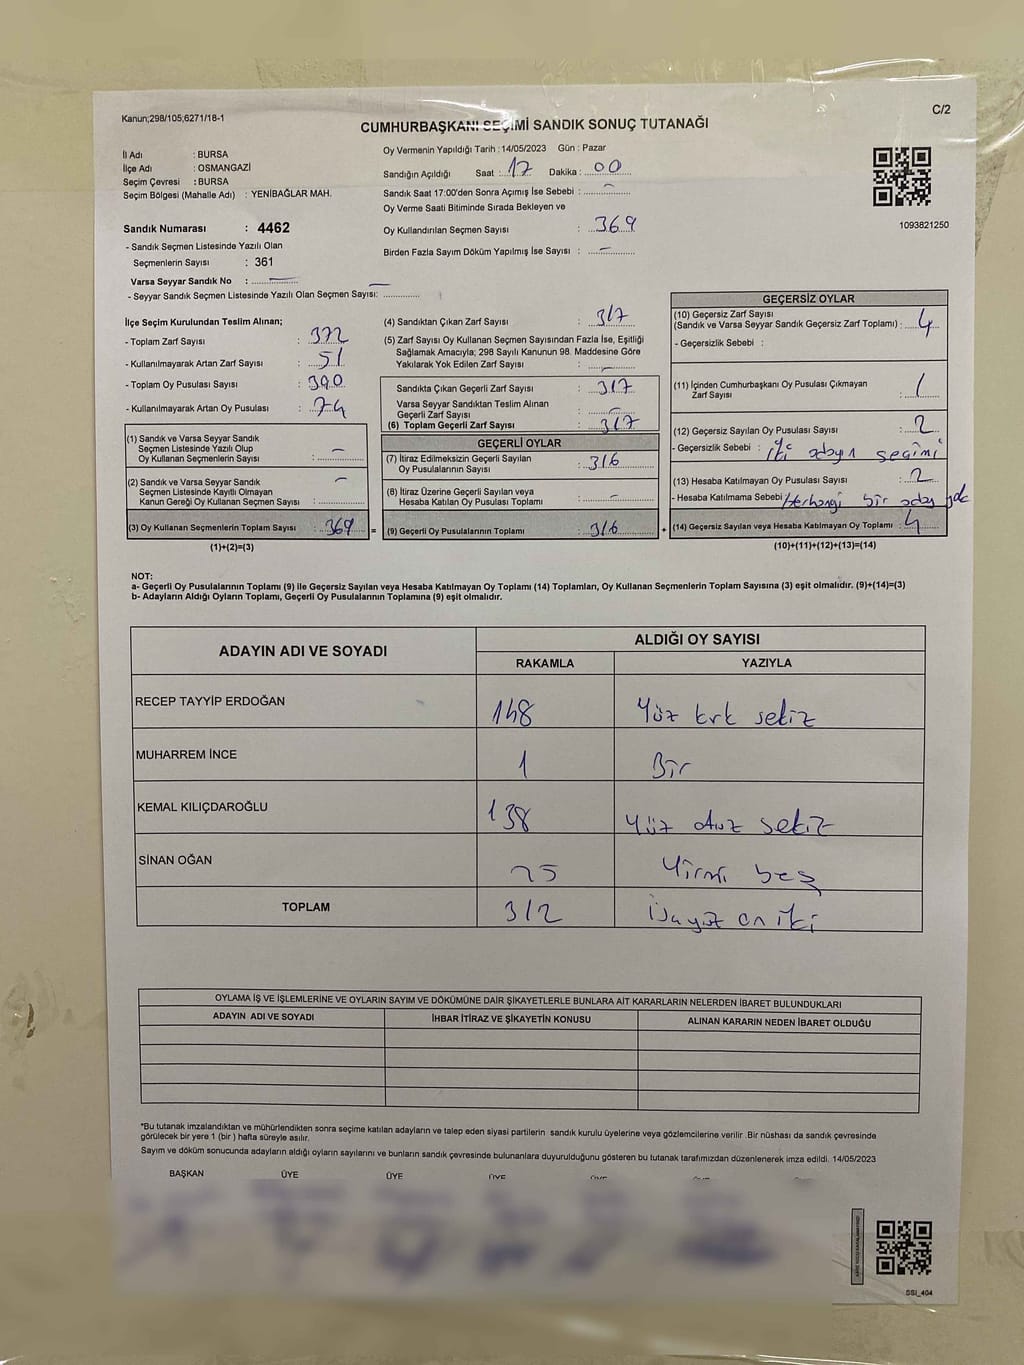 Kanun;298/105;6271/18-1
C/2
CUMHURBAŞKANI SEÇİMİ SANDIK SONUÇ TUTANAĞI
İl Adı : BURSA
İlçe Adı : OSMANGAZİ
Seçim Çevresi : BURSA
Seçim Bölgesi (Mahalle Adı) : YENİBAĞLAR MAH.
Oy Vermenin Yapıldığı Tarih : 14/05/2023 Gün : Pazar
Sandığın Açıldığı Saat : 17 Dakika : 00
Sandık Saat 17:00'den Sonra Açımış İse Sebebi : –
Oy Verme Saati Bitiminde Sırada Bekleyen ve
Oy Kullandırılan Seçmen Sayısı : 369
Birden Fazla Sayım Döküm Yapılmış İse Sayısı : –
1093821250
Sandık Numarası : 4462
- Sandık Seçmen Listesinde Yazılı Olan
Seçmenlerin Sayısı : 361
Varsa Seyyar Sandık No : –
- Seyyar Sandık Seçmen Listesinde Yazılı Olan Seçmen Sayısı: –
İlçe Seçim Kurulundan Teslim Alınan;
- Toplam Zarf Sayısı : 372
- Kullanılmayarak Artan Zarf Sayısı : 51
- Toplam Oy Pusulası Sayısı : 390
- Kullanılmayarak Artan Oy Pusulası : 74
(1) Sandık ve Varsa Seyyar Sandık
Seçmen Listesinde Yazılı Olup
Oy Kullanan Seçmenlerin Sayısı : –
(2) Sandık ve Varsa Seyyar Sandık
Seçmen Listesinde Kayıtlı Olmayan
Kanun Gereği Oy Kullanan Seçmen Sayısı : –
(3) Oy Kullanan Seçmenlerin Toplam Sayısı : 369 =
(1)+(2)=(3)
(4) Sandıktan Çıkan Zarf Sayısı : 317
(5) Zarf Sayısı Oy Kullanan Seçmen Sayısından Fazla İse, Eşitliği
Sağlamak Amacıyla; 298 Sayılı Kanunun 98. Maddesine Göre
Yakılarak Yok Edilen Zarf Sayısı : –
Sandıkta Çıkan Geçerli Zarf Sayısı : 317
Varsa Seyyar Sandıktan Teslim Alınan
Geçerli Zarf Sayısı : –
(6) Toplam Geçerli Zarf Sayısı : 317
GEÇERLİ OYLAR
(7) İtiraz Edilmeksizin Geçerli Sayılan
Oy Pusulalarının Sayısı : 316
(8) İtiraz Üzerine Geçerli Sayılan veya
Hesaba Katılan Oy Pusulaları Toplamı : –
(9) Geçerli Oy Pusulalarının Toplamı : 316 +
GEÇERSİZ OYLAR
(10) Geçersiz Zarf Sayısı
(Sandık ve Varsa Seyyar Sandık Geçersiz Zarf Toplamı) : 4
- Geçersizlik Sebebi :
(11) İçinden Cumhurbaşkanı Oy Pusulası Çıkmayan
Zarf Sayısı : 1
(12) Geçersiz Sayılan Oy Pusulası Sayısı : 2
- Geçersizlik Sebebi : iki adayın seçimi
(13) Hesaba Katılmayan Oy Pusulası Sayısı : 2
- Hesaba Katılmama Sebebi Herhangi bir aday yok
(14) Geçersiz Sayılan veya Hesaba Katılmayan Oy Toplamı : 4
(10)+(11)+(12)+(13)=(14)
NOT:
a- Geçerli Oy Pusulalarının Toplamı (9) ile Geçersiz Sayılan veya Hesaba Katılmayan Oy Toplamı (14) Toplamları, Oy Kullanan Seçmenlerin Toplam Sayısına (3) eşit olmalıdır. (9)+(14)=(3)
b- Adayların Aldığı Oyların Toplamı, Geçerli Oy Pusulalarının Toplamına (9) eşit olmalıdır.
ADAYIN ADI VE SOYADI ALDIĞI OY SAYISI
RAKAMLA YAZIYLA
RECEP TAYYİP ERDOĞAN 148 Yüz kırk sekiz
MUHARREM İNCE 1 Bir
KEMAL KILIÇDAROĞLU 138 Yüz otuz sekiz
SİNAN OĞAN 25 Yirmi beş
TOPLAM 312 Üçyüz on iki
OYLAMA İŞ VE İŞLEMLERİNE VE OYLARIN SAYIM VE DÖKÜMÜNE DAİR ŞİKAYETLERLE BUNLARA AİT KARARLARIN NELERDEN İBARET BULUNDUKLARI
ADAYIN ADI VE SOYADI İHBAR İTİRAZ VE ŞİKAYETİN KONUSU ALINAN KARARIN NEDEN İBARET OLDUĞU
*Bu tutanak imzalandıktan ve mühürlendikten sonra seçime katılan adayların ve talep eden siyasi partilerin sandık kurulu üyelerine veya gözlemcilerine verilir .Bir nüshası da sandık çevresinde
görülecek bir yere 1 (bir ) hafta süreyle asılır.
Sayım ve döküm sonucunda adayların aldığı oyların sayılarını ve bunların sandık çevresinde bulunanlara duyurulduğunu gösteren bu tutanak tarafımızdan düzenlenerek imza edildi. 14/05/2023
BAŞKAN ÜYE ÜYE ÜYE
SSI_404